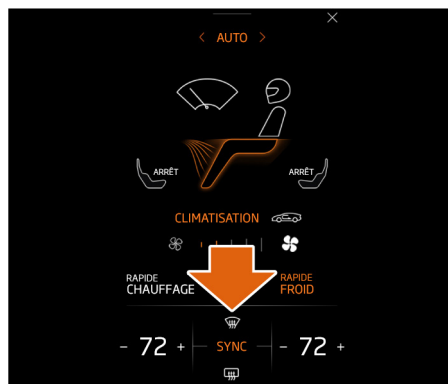 < AUTO >
ARRÊT
ARRÊT
CLIMATISATION
RAPIDE
CHAUFFAGE
RAPIDE
FROID
- 72 + SYNC - 72 +